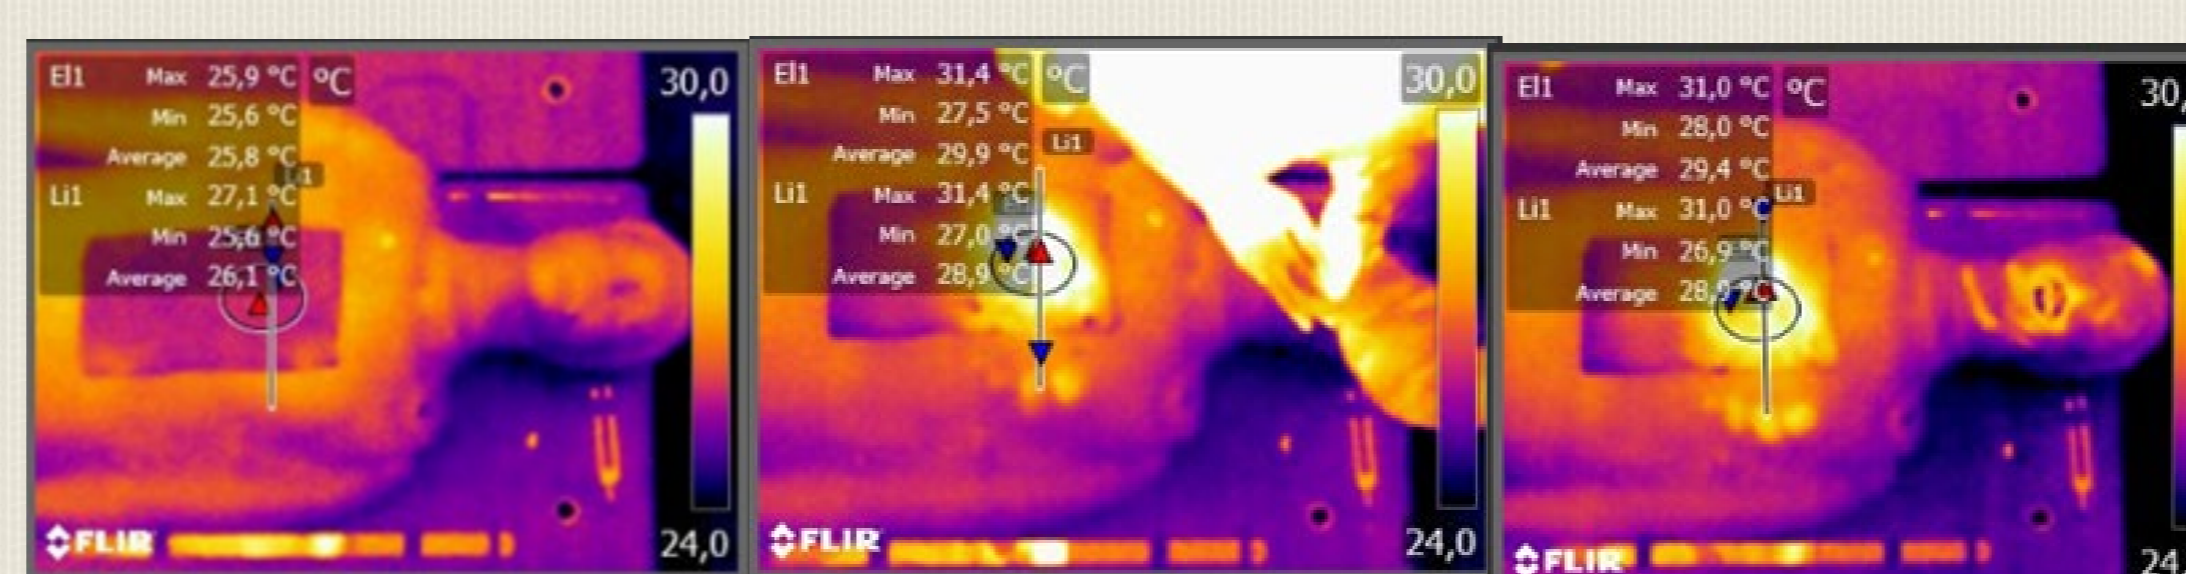 El1 Max 25,9 °C °C 30,0
Min 25,6 °C
Average 25,8 °C
Li1
Li1 Max 27,1 °C
Min 25,6 °C
Average 26,1 °C
FLIR 24,0
El1 Max 31,4 °C °C 30,0
Min 27,5 °C
Average 29,9 °C
Li1
Li1 Max 31,4 °C
Min 27,0 °C
Average 28,9 °C
FLIR 24,0
El1 Max 31,0 °C °C 30,
Min 28,0 °C
Average 29,4 °C
Li1
Li1 Max 31,0 °C
Min 26,9 °C
Average °C
FLIR 24